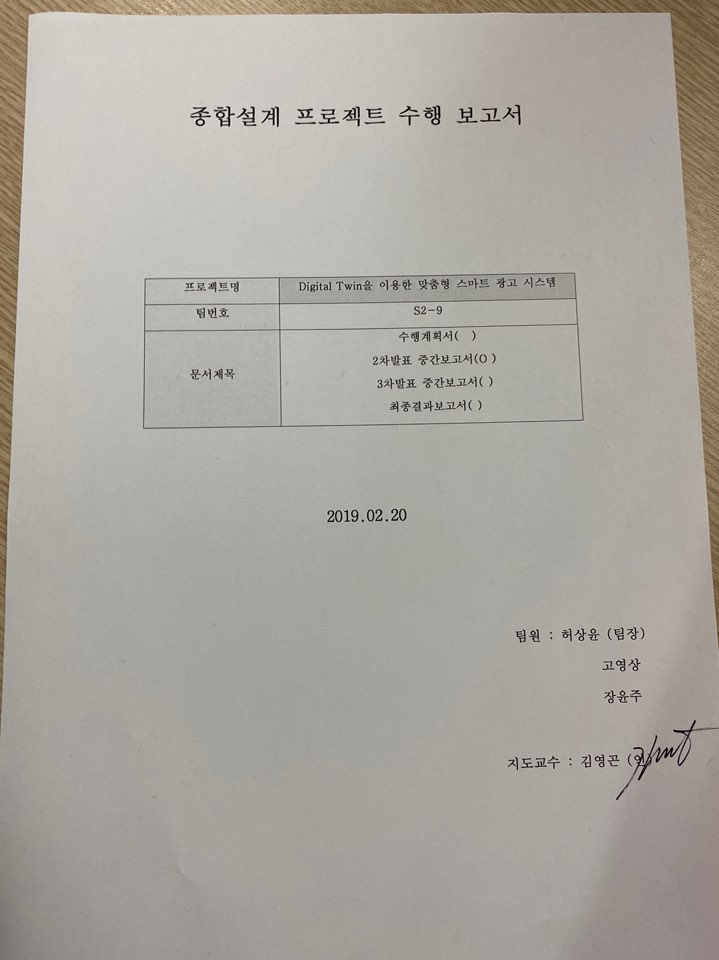 종합설계 프로젝트 수행 보고서
프로젝트명 Digital Twin을 이용한 맞춤형 스마트 광고 시스템
팀번호 S2-9
문서제목
수행계획서( )
2차발표 중간보고서(O )
3차발표 중간보고서( )
최종결과보고서( )
2019.02.20
팀원 : 허상윤 (팀장)
고영상
장윤주
지도교수 : 김영곤 (인)